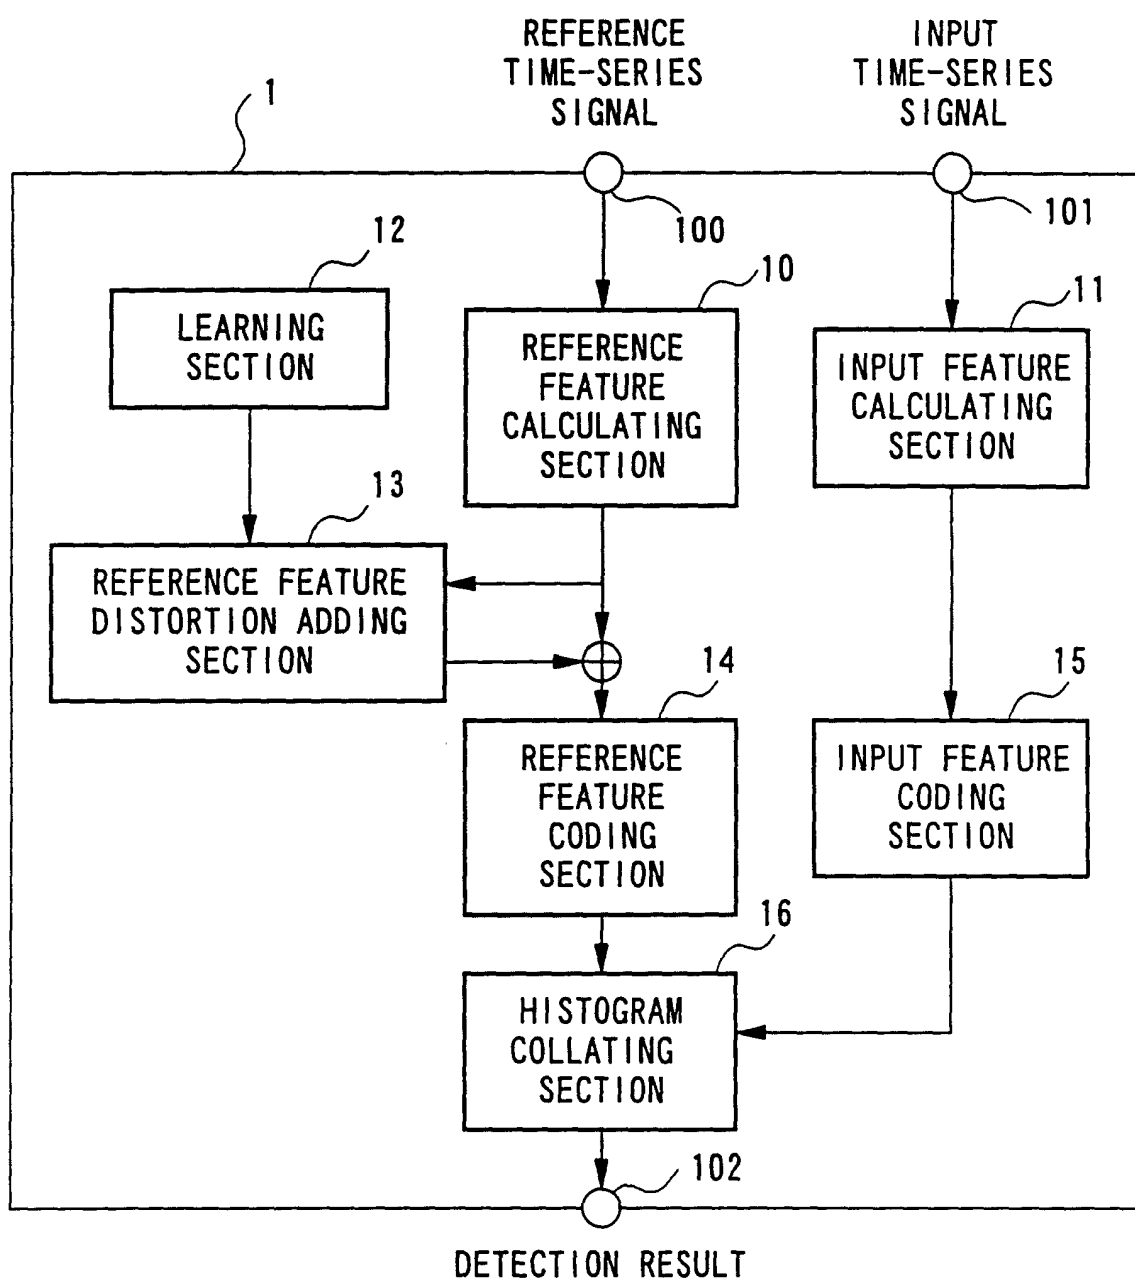 REFERENCE
TIME-SERIES
SIGNAL
INPUT
TIME-SERIES
SIGNAL
1
100
101
12
LEARNING
SECTION
10
REFERENCE
FEATURE
CALCULATING
SECTION
11
INPUT FEATURE
CALCULATING
SECTION
13
REFERENCE FEATURE
DISTORTION ADDING
SECTION
14
REFERENCE
FEATURE
CODING
SECTION
15
INPUT FEATURE
CODING
SECTION
16
HISTOGRAM
COLLATING
SECTION
102
DETECTION RESULT